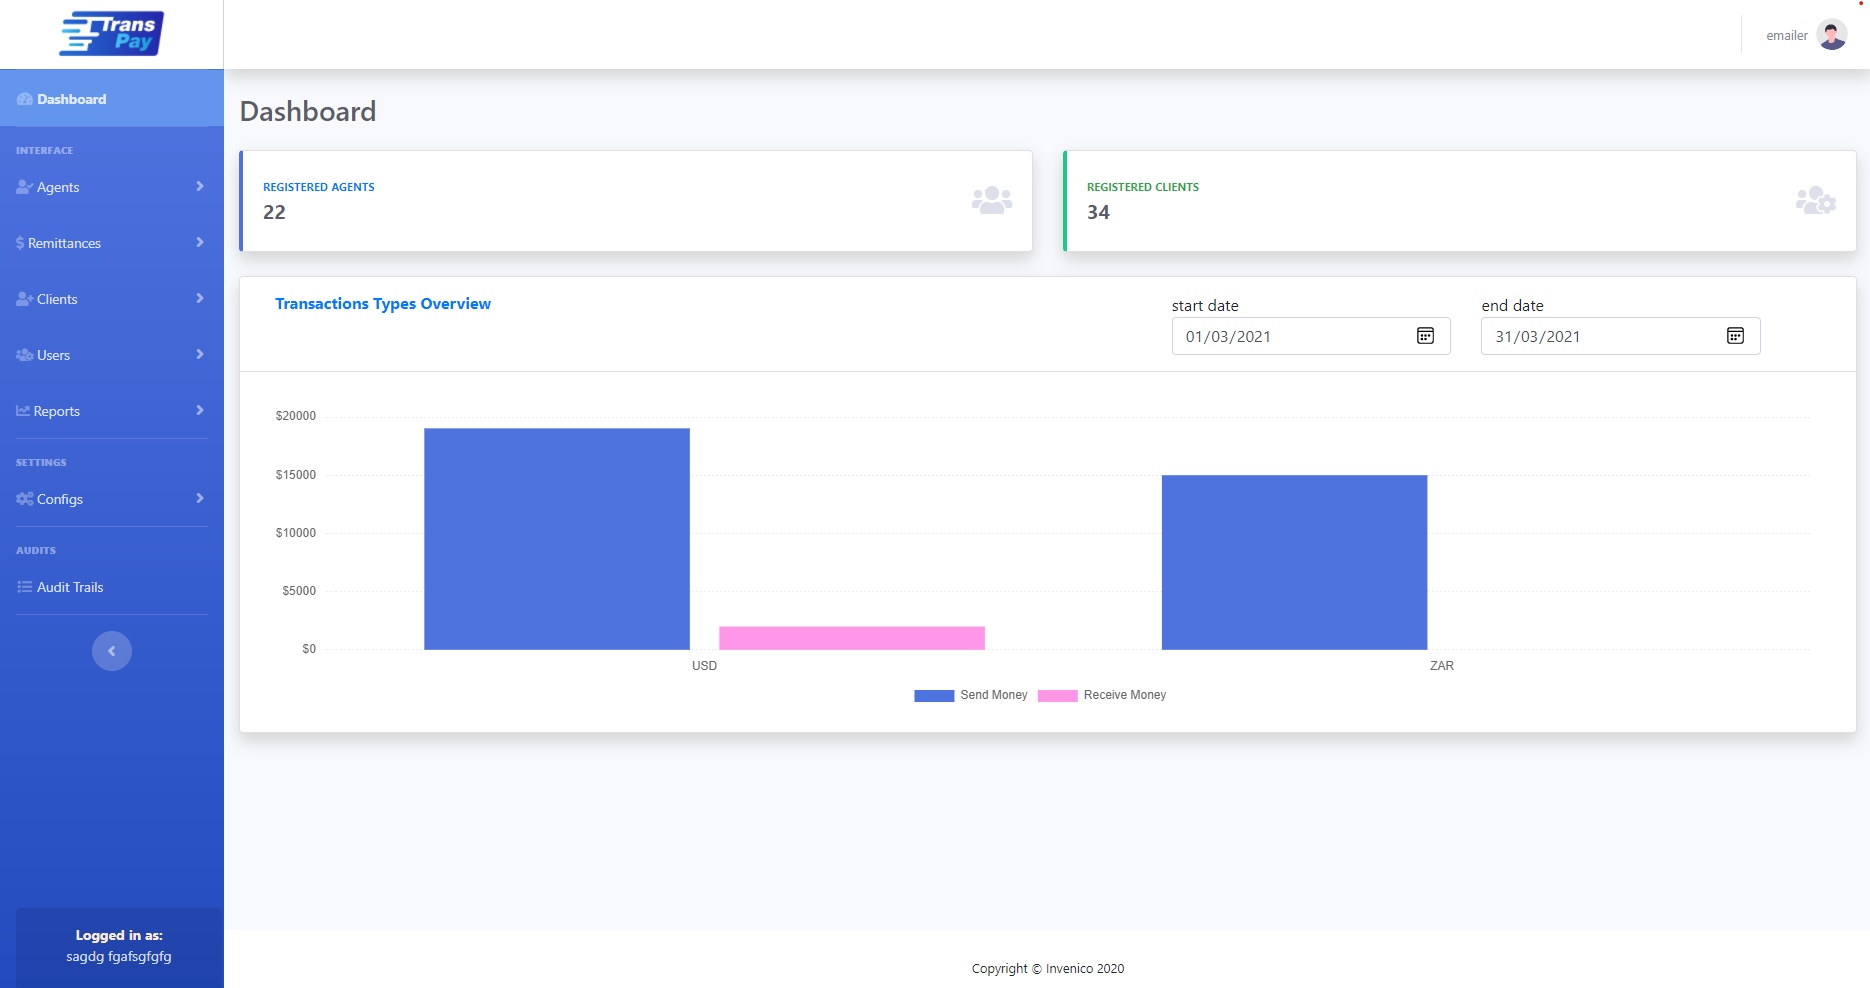 Trans
Pay
emailer
Dashboard
INTERFACE
Agents
Remittances
Clients
Users
Reports
SETTINGS
Configs
AUDITS
Audit Trails
Logged in as:
sagdg fgafsgfgfg
Dashboard
REGISTERED AGENTS
22
REGISTERED CLIENTS
34
Transactions Types Overview
start date
01/03/2021
end date
31/03/2021
$20000
$15000
$10000
$5000
$0
USD
ZAR
Send Money
Receive Money
Copyright © Invenico 2020